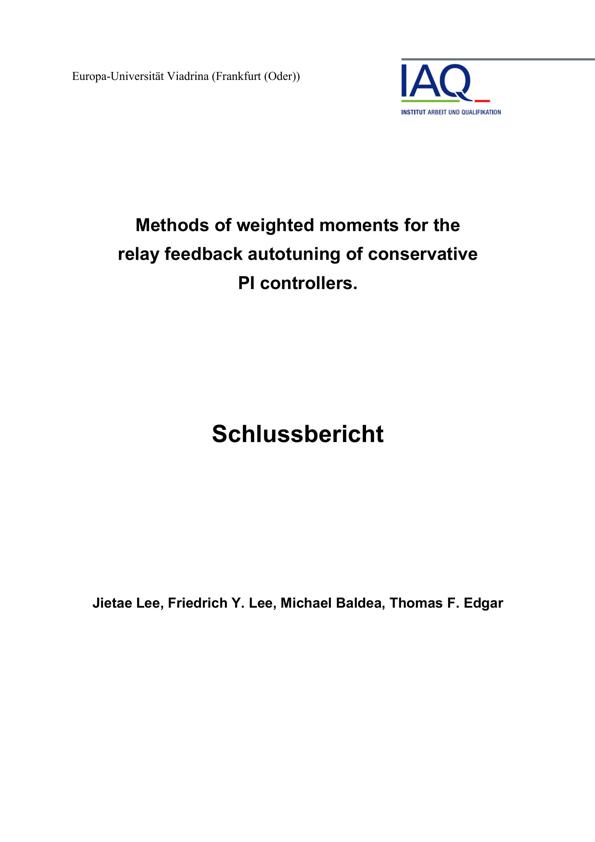 Europa-Universität Viadrina (Frankfurt (Oder))
IAQ
INSTITUT ARBEIT UND QUALIFIKATION
Methods of weighted moments for the
relay feedback autotuning of conservative
PI controllers.
Schlussbericht
Jietae Lee, Friedrich Y. Lee, Michael Baldea, Thomas F. Edgar